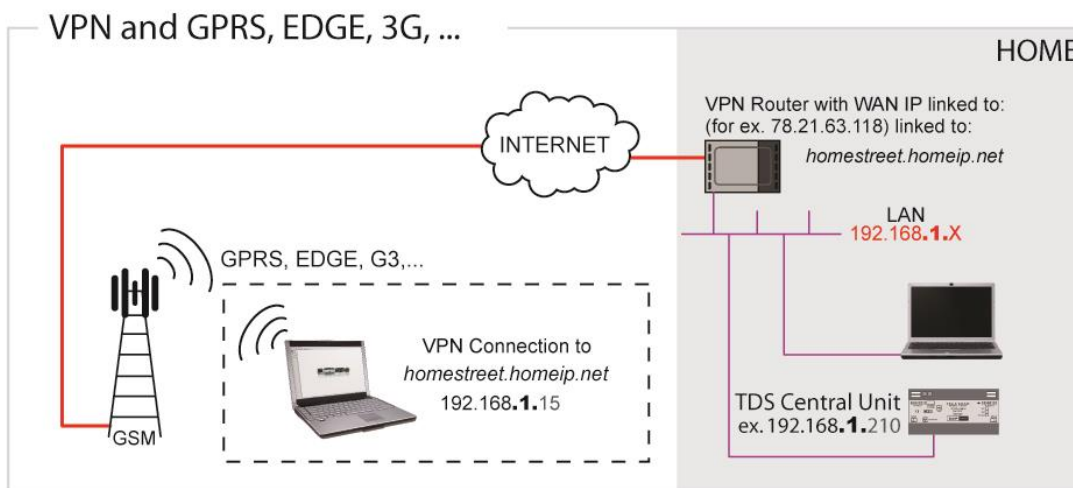 VPN and GPRS, EDGE, 3G, ...
HOME
VPN Router with WAN IP linked to:
(for ex. 78.21.63.118) linked to:
homestreet.homeip.net
INTERNET
LAN
192.168.1.X
GPRS, EDGE, G3,...
VPN Connection to
homestreet.homeip.net
192.168.1.15
GSM
TDS Central Unit
ex. 192.168.1.210